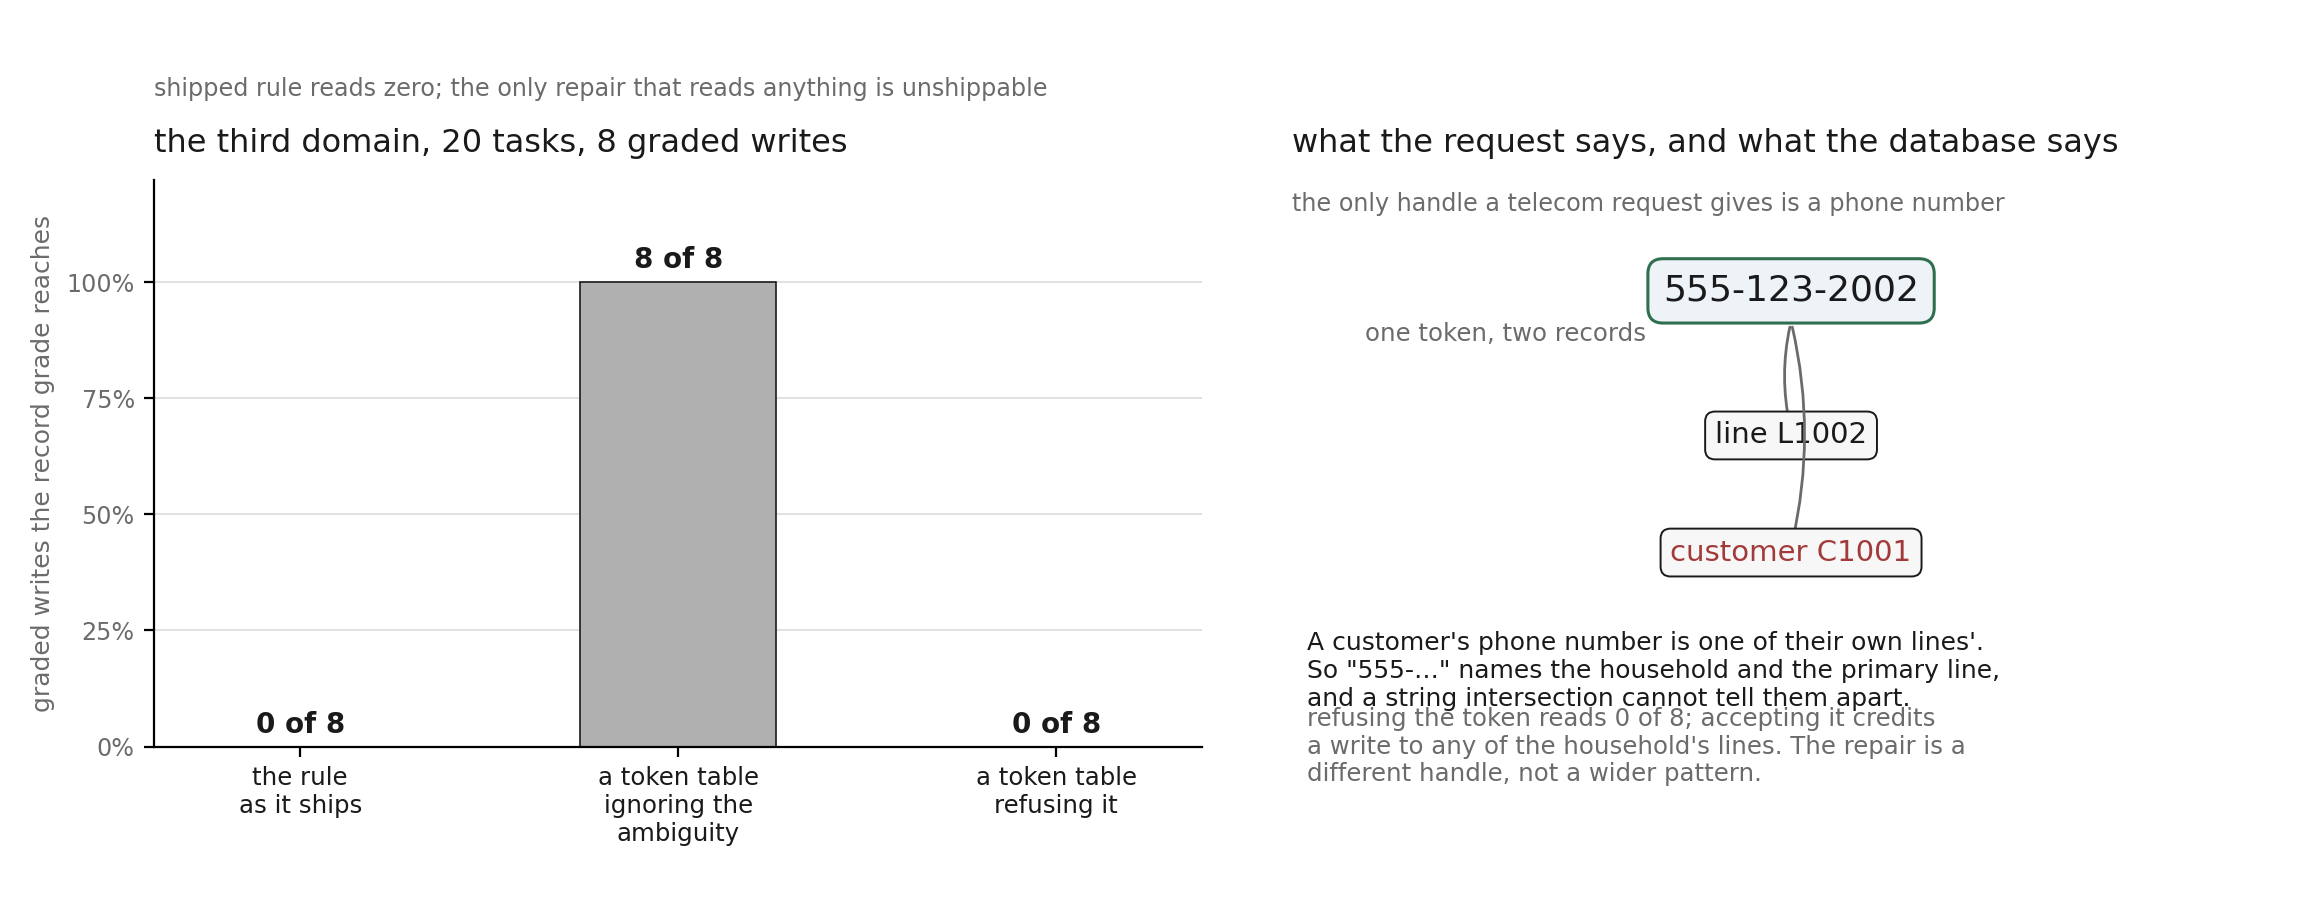 shipped rule reads zero; the only repair that reads anything is unshippable
the third domain, 20 tasks, 8 graded writes
graded writes the record grade reaches
100%
75%
50%
25%
0%
0 of 8
8 of 8
0 of 8
the rule
as it ships
a token table
ignoring the
ambiguity
a token table
refusing it
what the request says, and what the database says
the only handle a telecom request gives is a phone number
555-123-2002
one token, two records
line L1002
customer C1001
A customer's phone number is one of their own lines'.
So "555-..." names the household and the primary line,
and a string intersection cannot tell them apart.
refusing the token reads 0 of 8; accepting it credits
a write to any of the household's lines. The repair is a
different handle, not a wider pattern.